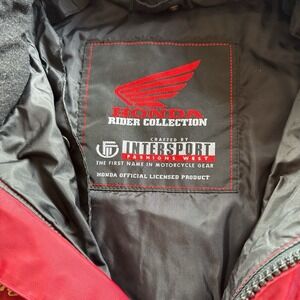 HONDA
RIDER COLLECTION
CRAFTED BY
INTERSPORT
FASHIONS WEST
THE FIRST NAME IN MOTORCYCLE GEAR
HONDA OFFICIAL LICENSED PRODUCT